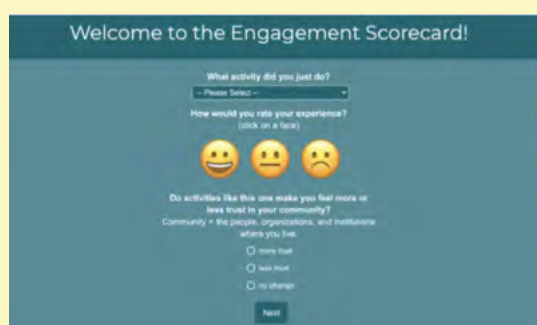 Welcome to the Engagement Scorecard!
What activity did you just do?
-- Please Select --
How would you rate your experience?
(click on a face)
Do activities like this one make you feel more or
less trust in your community?
Community = the people, organizations, and institutions
where you live.
more trust
less trust
no change
Next